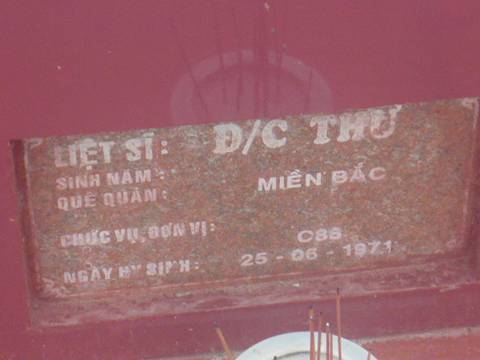 LIỆT SĨ: Đ/C THƯ
SINH NĂM:
QUÊ QUÁN: MIỀN BẮC
CHỨC VỤ, ĐƠN VỊ: C88
NGÀY HY SINH: 25 - 06 - 1971